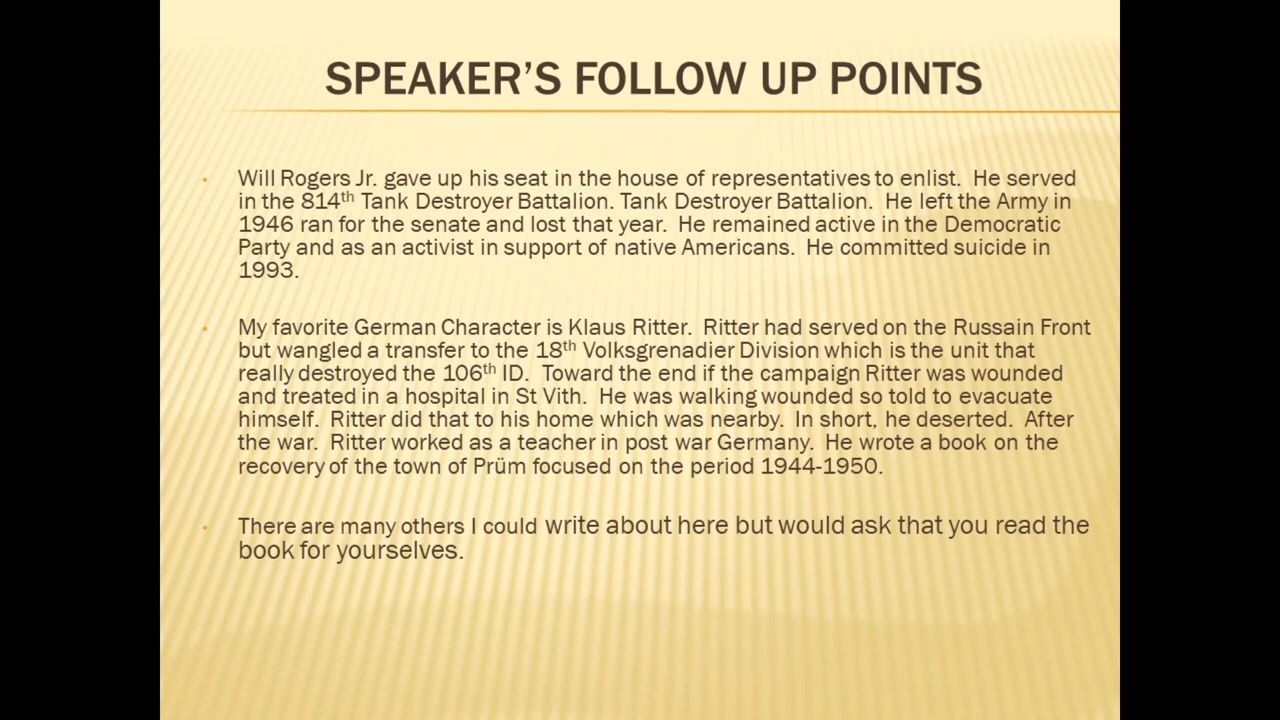 SPEAKER’S FOLLOW UP POINTS
• Will Rogers Jr. gave up his seat in the house of representatives to enlist. He served
in the 814th Tank Destroyer Battalion. Tank Destroyer Battalion. He left the Army in
1946 ran for the senate and lost that year. He remained active in the Democratic
Party and as an activist in support of native Americans. He committed suicide in
1993.
• My favorite German Character is Klaus Ritter. Ritter had served on the Russain Front
but wangled a transfer to the 18th Volksgrenadier Division which is the unit that
really destroyed the 106th ID. Toward the end if the campaign Ritter was wounded
and treated in a hospital in St Vith. He was walking wounded so told to evacuate
himself. Ritter did that to his home which was nearby. In short, he deserted. After
the war. Ritter worked as a teacher in post war Germany. He wrote a book on the
recovery of the town of Prüm focused on the period 1944-1950.
• There are many others I could write about here but would ask that you read the
book for yourselves.